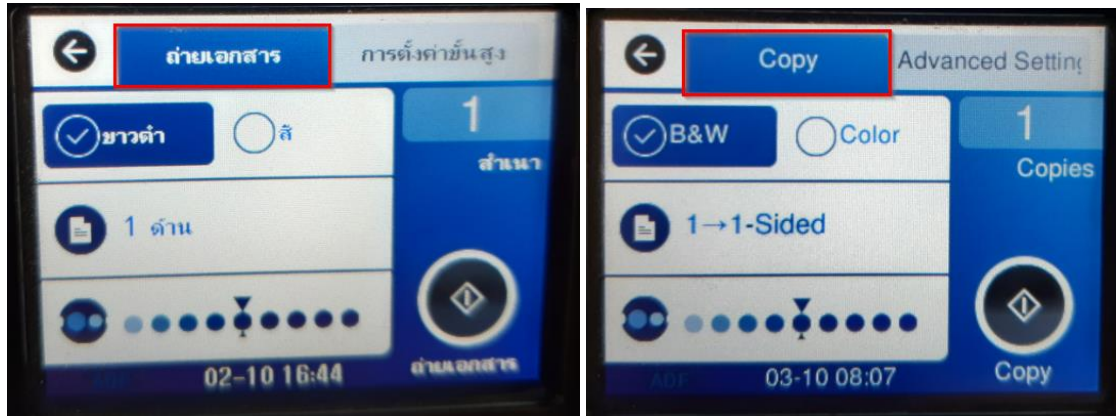 ถ่ายเอกสาร การตั้งค่าขั้นสูง
ขาวดำ สี 1
สำเนา
1 ด้าน
ถ่ายเอกสาร
ADF 02-10 16:44
Copy Advanced Setting
B&W Color 1
Copies
1→1-Sided
ADF 03-10 08:07 Copy